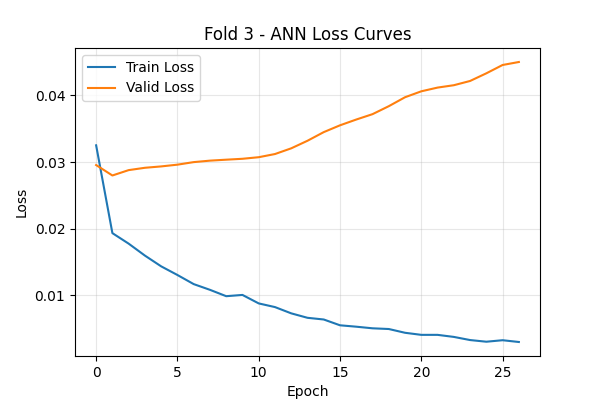 Fold 3 - ANN Loss Curves
Train Loss
Valid Loss
0.04
0.03
0.02
0.01
Loss
0 5 10 15 20 25
Epoch